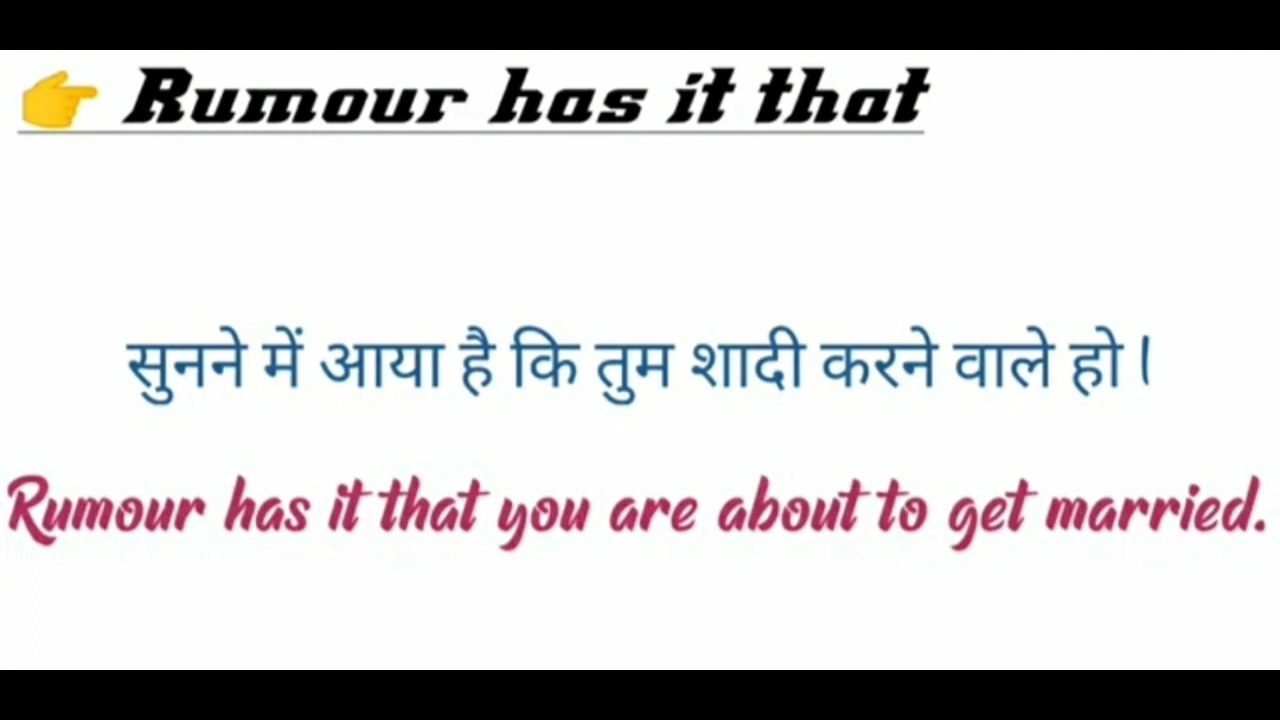 👉 Rumour has it that
सुनने में आया है कि तुम शादी करने वाले हो।
Rumour has it that you are about to get married.